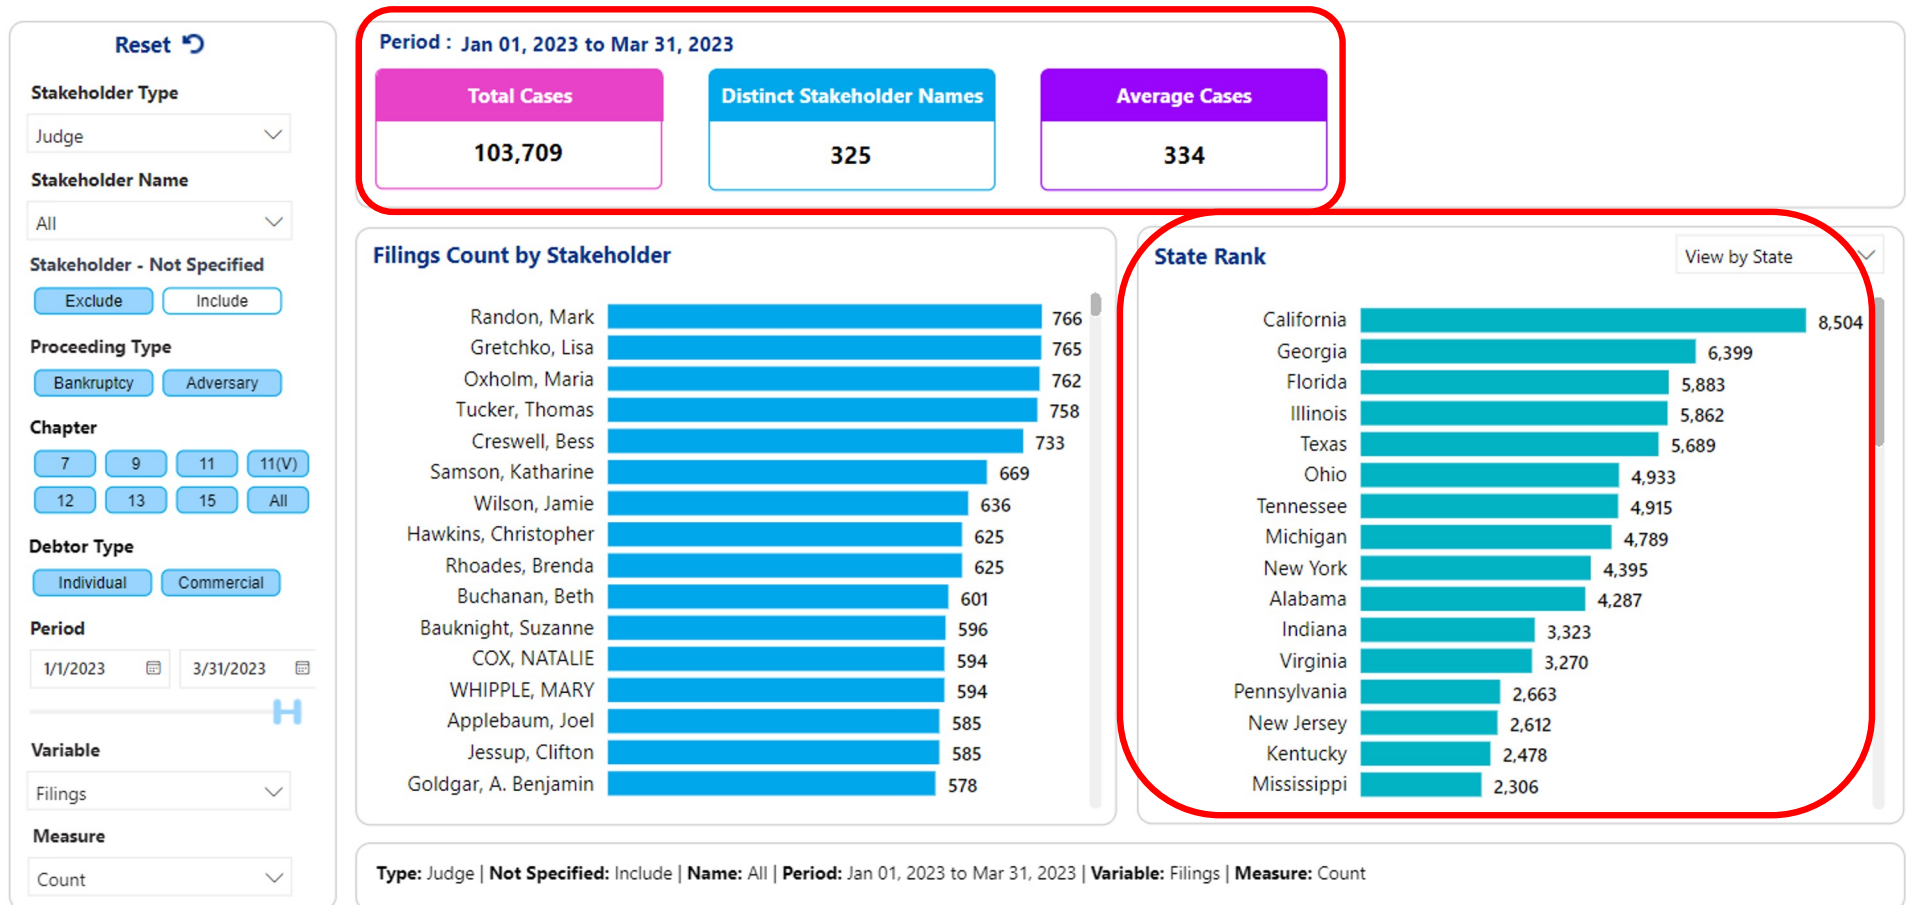 Reset
Stakeholder Type
Judge
Stakeholder Name
All
Stakeholder - Not Specified
Exclude Include
Proceeding Type
Bankruptcy Adversary
Chapter
7 9 11 11(V)
12 13 15 All
Debtor Type
Individual Commercial
Period
1/1/2023 3/31/2023
Variable
Filings
Measure
Count
Period : Jan 01, 2023 to Mar 31, 2023
Total Cases
103,709
Distinct Stakeholder Names
325
Average Cases
334
Filings Count by Stakeholder
Randon, Mark 766
Gretchko, Lisa 765
Oxholm, Maria 762
Tucker, Thomas 758
Creswell, Bess 733
Samson, Katharine 669
Wilson, Jamie 636
Hawkins, Christopher 625
Rhoades, Brenda 625
Buchanan, Beth 601
Bauknight, Suzanne 596
COX, NATALIE 594
WHIPPLE, MARY 594
Applebaum, Joel 585
Jessup, Clifton 585
Goldgar, A. Benjamin 578
State Rank
View by State
California 8,504
Georgia 6,399
Florida 5,883
Illinois 5,862
Texas 5,689
Ohio 4,933
Tennessee 4,915
Michigan 4,789
New York 4,395
Alabama 4,287
Indiana 3,323
Virginia 3,270
Pennsylvania 2,663
New Jersey 2,612
Kentucky 2,478
Mississippi 2,306
Type: Judge | Not Specified: Include | Name: All | Period: Jan 01, 2023 to Mar 31, 2023 | Variable: Filings | Measure: Count